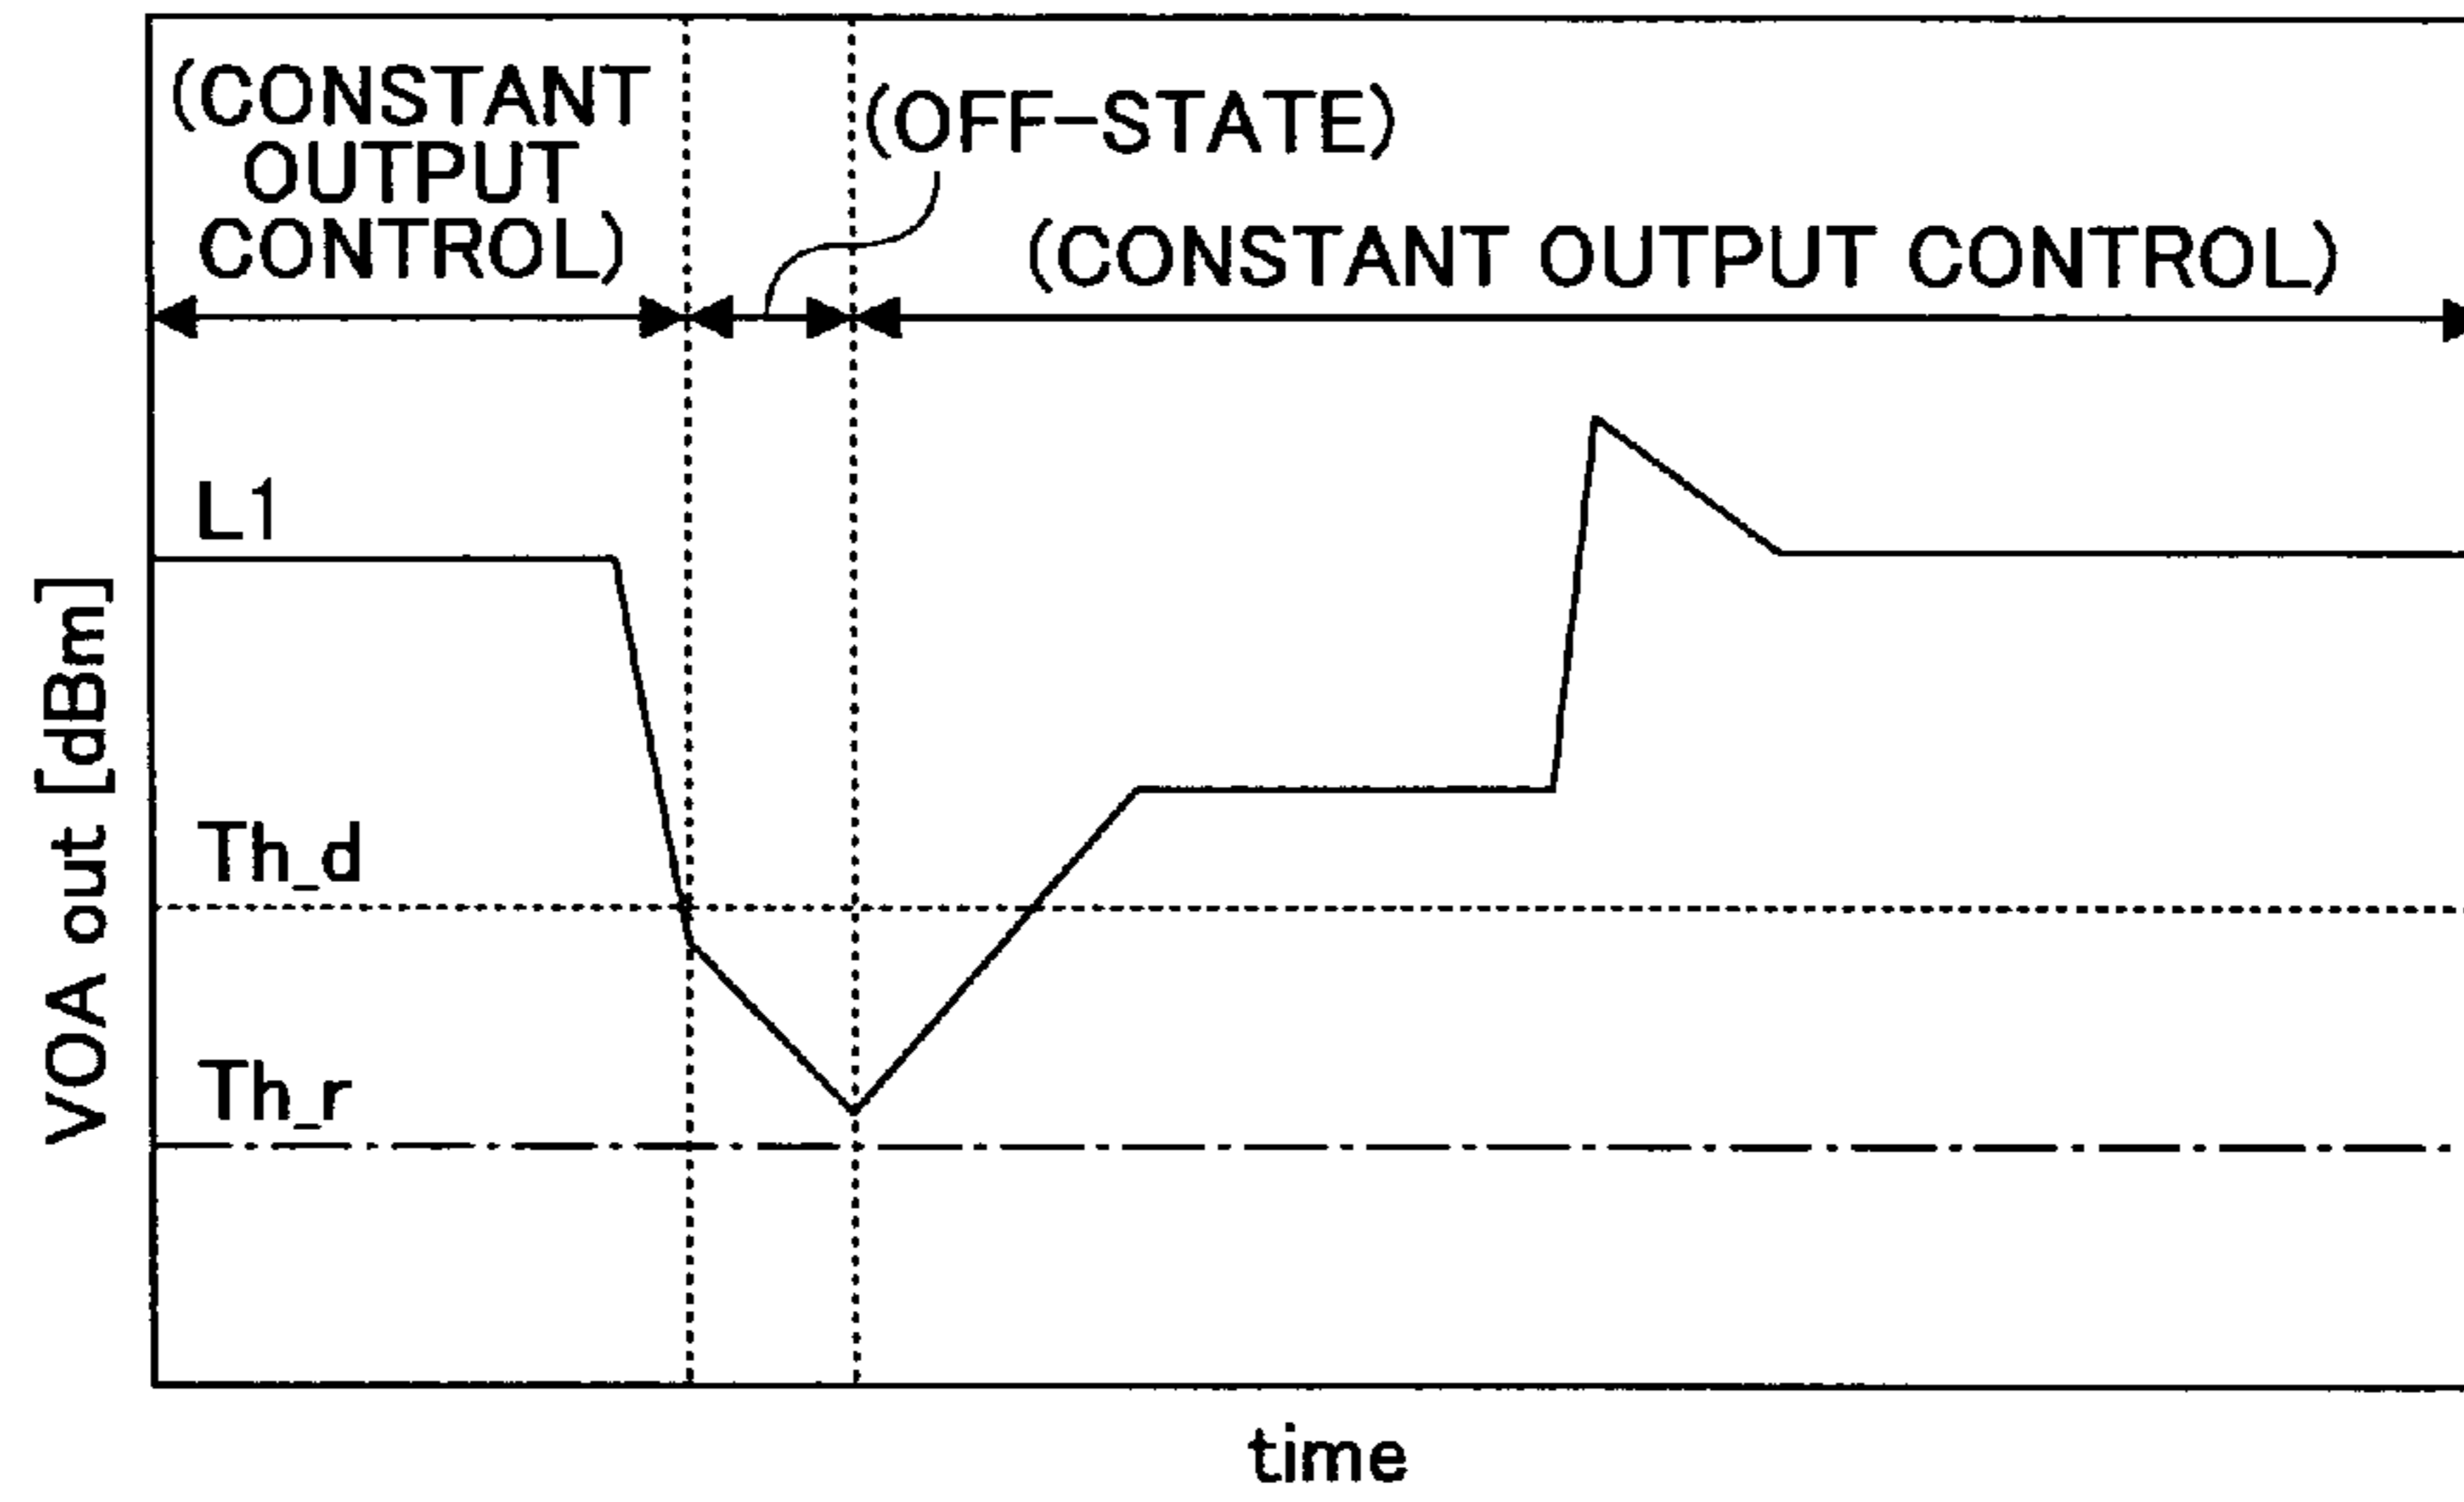 (CONSTANT
OUTPUT
CONTROL)
(OFF-STATE)
(CONSTANT OUTPUT CONTROL)
L1
Th_d
Th_r
VOA out [dBm]
time